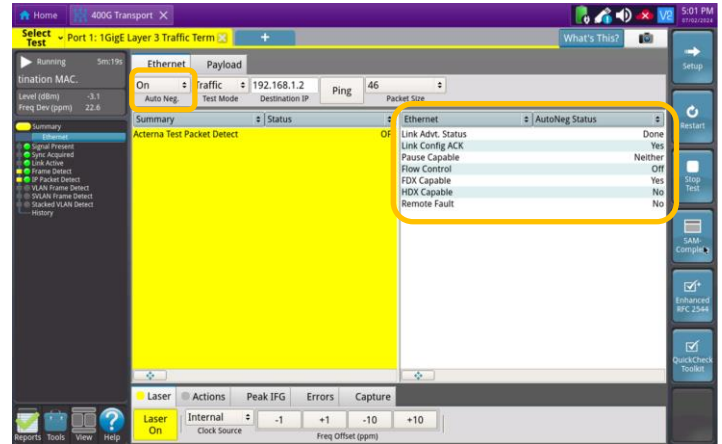 Home
400G Transport X
5:01 PM
07/02/2024
Select Test
Port 1: 1GigE Layer 3 Traffic Term
+
What's This?
Running 5m:19s
tination MAC.
Level (dBm) -3.1
Freq Dev (ppm) 22.6
Summary
Ethernet
Signal Present
Sync Acquired
Link Active
Frame Detect
IP Packet Detect
VLAN Frame Detect
SVLAN Frame Detect
Stacked VLAN Detect
History
Ethernet Payload
On Traffic 192.168.1.2 Ping 46
Auto Neg. Test Mode Destination IP Packet Size
Summary Status
Acterna Test Packet Detect
Ethernet AutoNeg Status
Link Advt. Status Done
Link Config ACK Yes
Pause Capable Neither
Flow Control Off
FDX Capable Yes
HDX Capable No
Remote Fault No
Laser Actions Peak IFG Errors Capture
Laser On
Internal -1 +1 -10 +10
Clock Source Freq Offset (ppm)
Reports Tools View Help
Setup
Restart
Stop Test
SAM-Complete
Enhanced RFC 2544
QuickCheck Toolkit